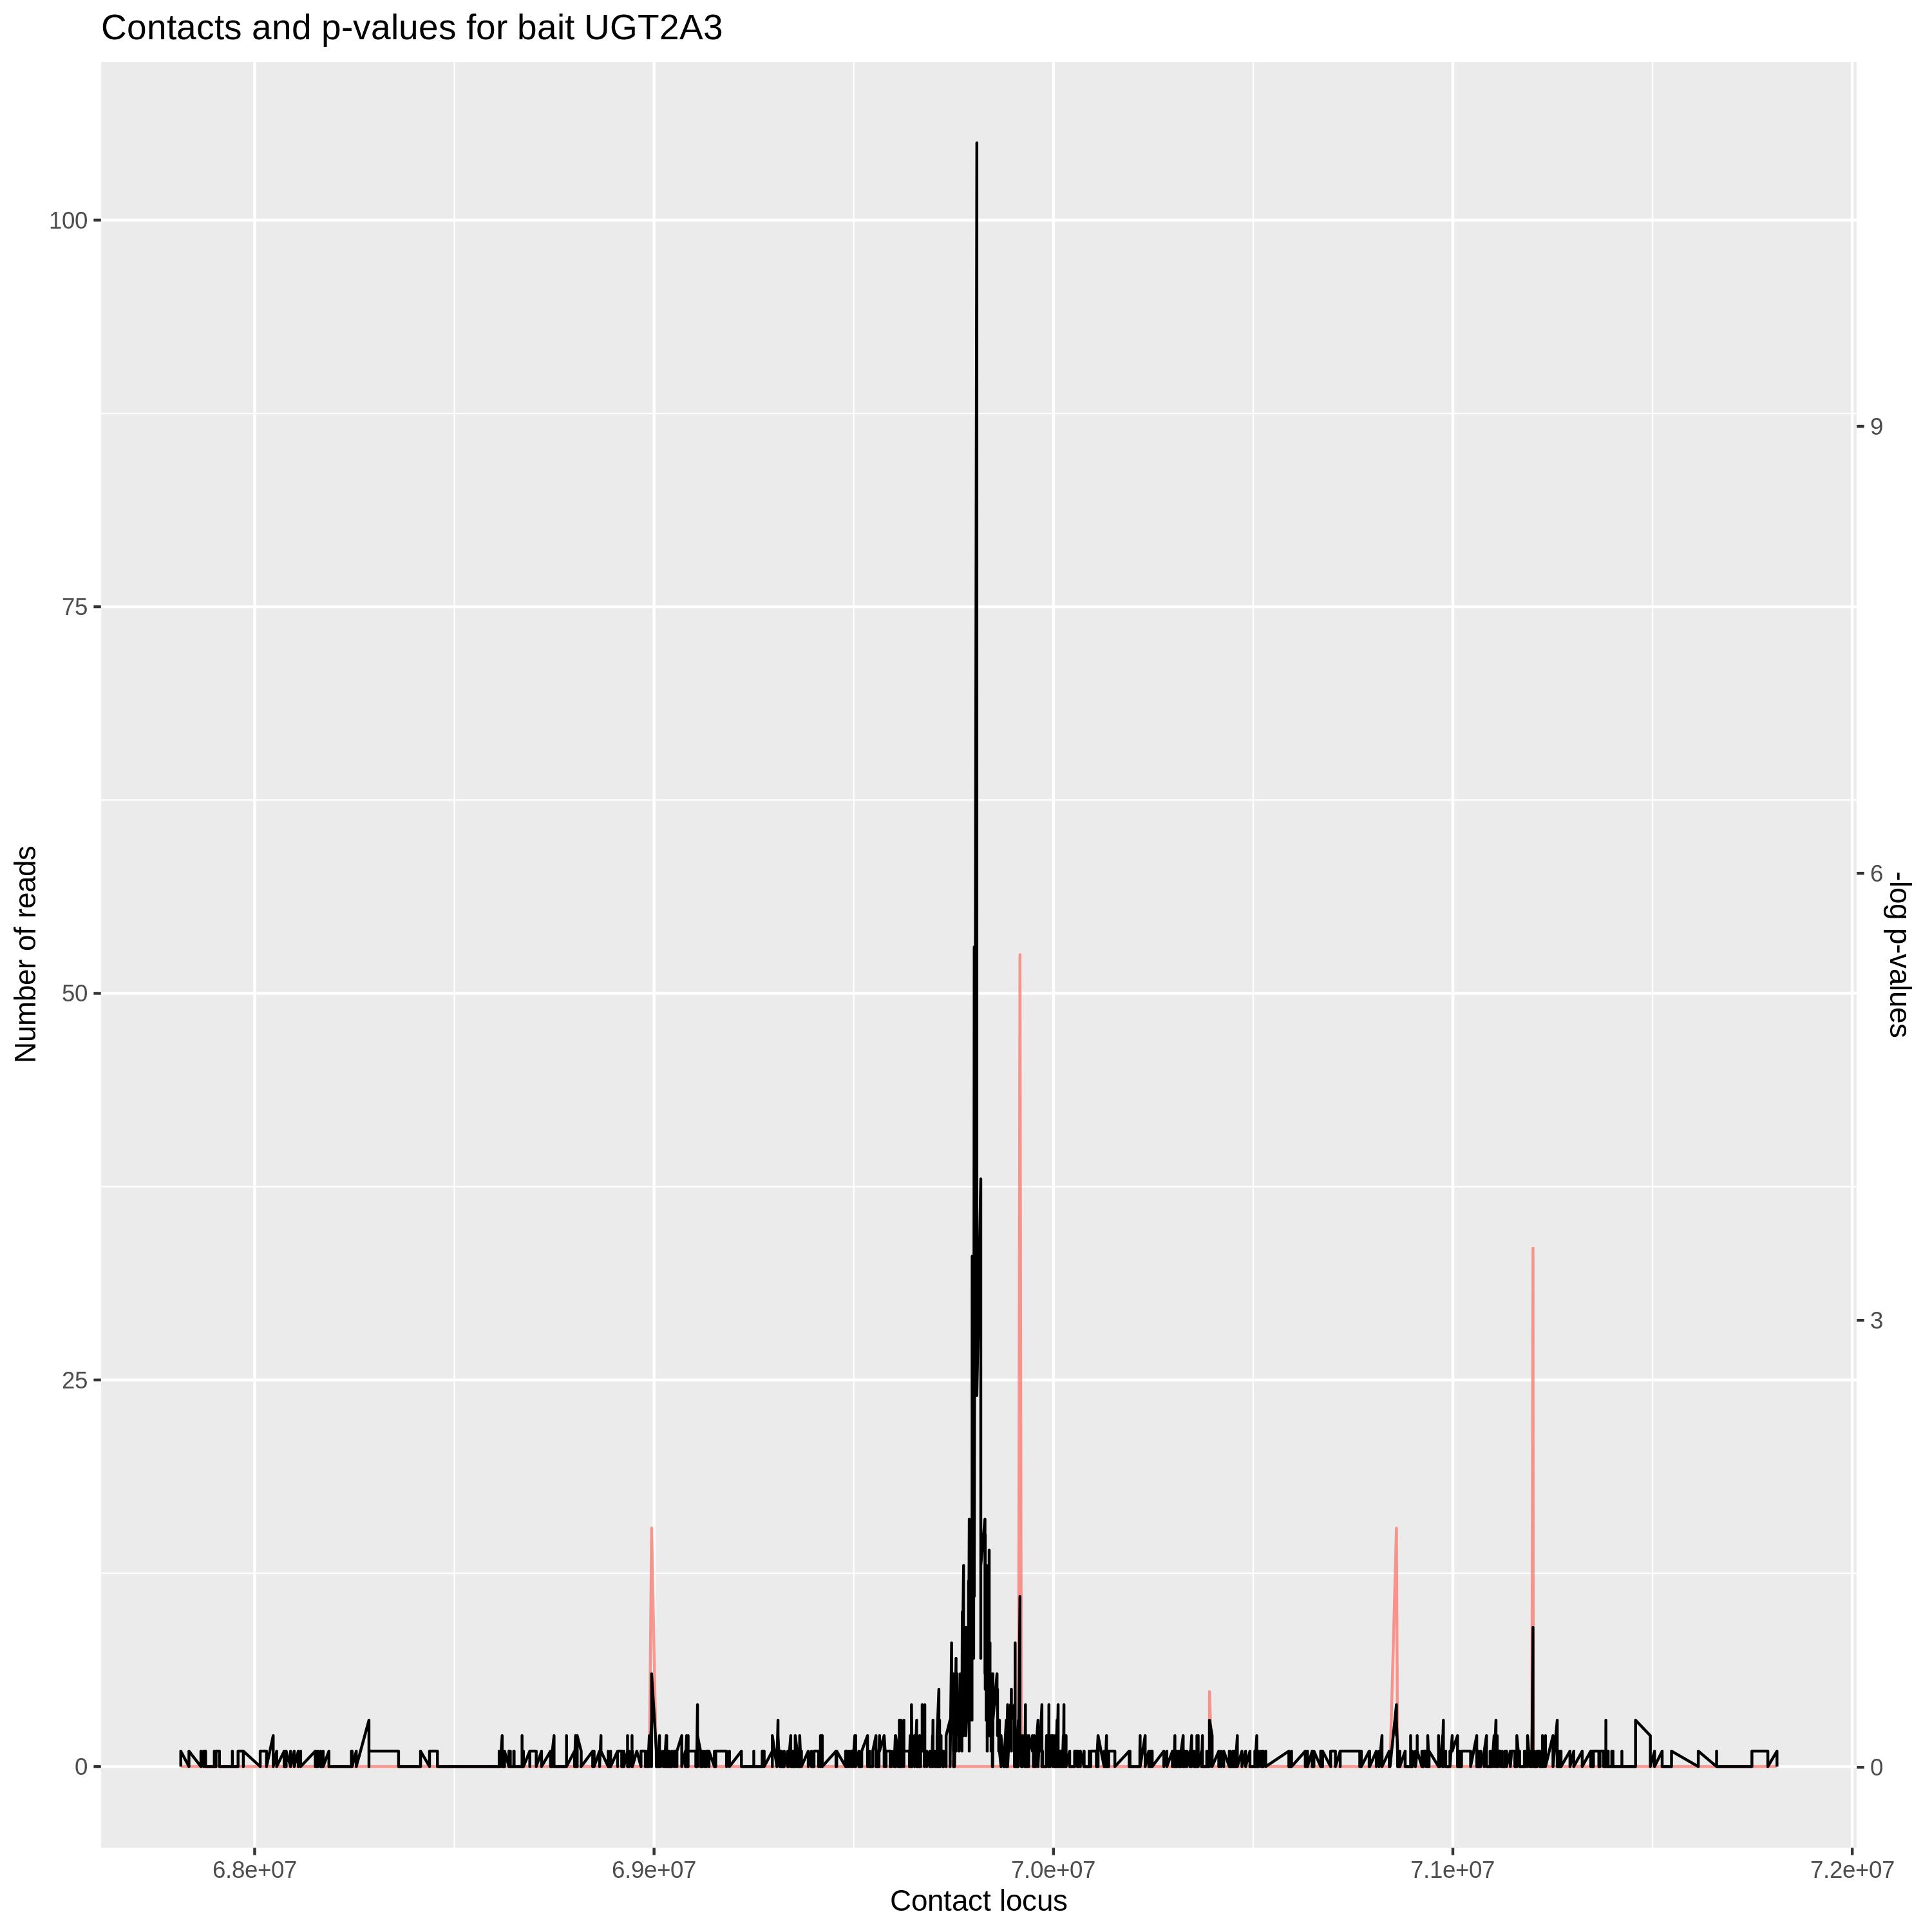 Contacts and p-values for bait UGT2A3
100
75
50
25
0
Number of reads
9
6
3
0
-log p-values
6.8e+07
6.9e+07
7.0e+07
7.1e+07
7.2e+07
Contact locus